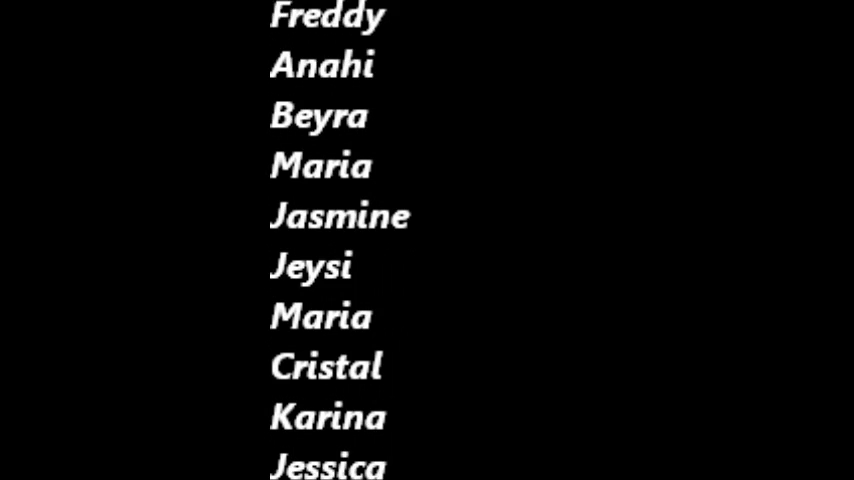 Freddy
Anahi
Beyra
Maria
Jasmine
Jeysi
Maria
Cristal
Karina
Jessica